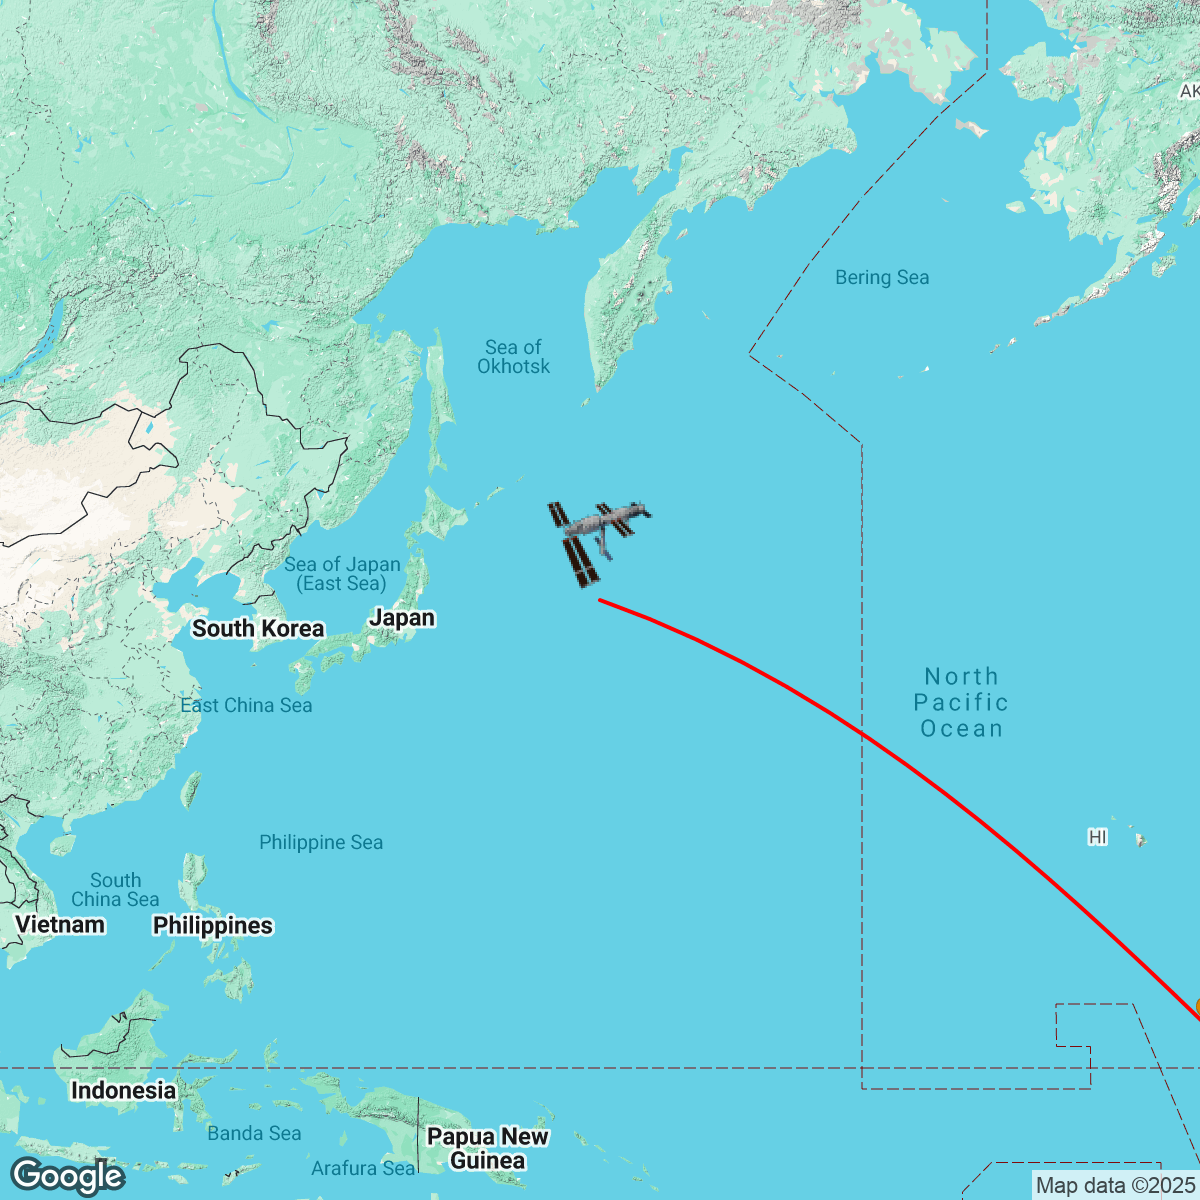 AK
Bering Sea
Sea of
Okhotsk
Sea of Japan
(East Sea)
Japan
South Korea
East China Sea
North
Pacific
Ocean
HI
Philippine Sea
South
China Sea
Vietnam
Philippines
Indonesia
Banda Sea
Papua New
Guinea
Arafura Sea
Google
Map data ©2025